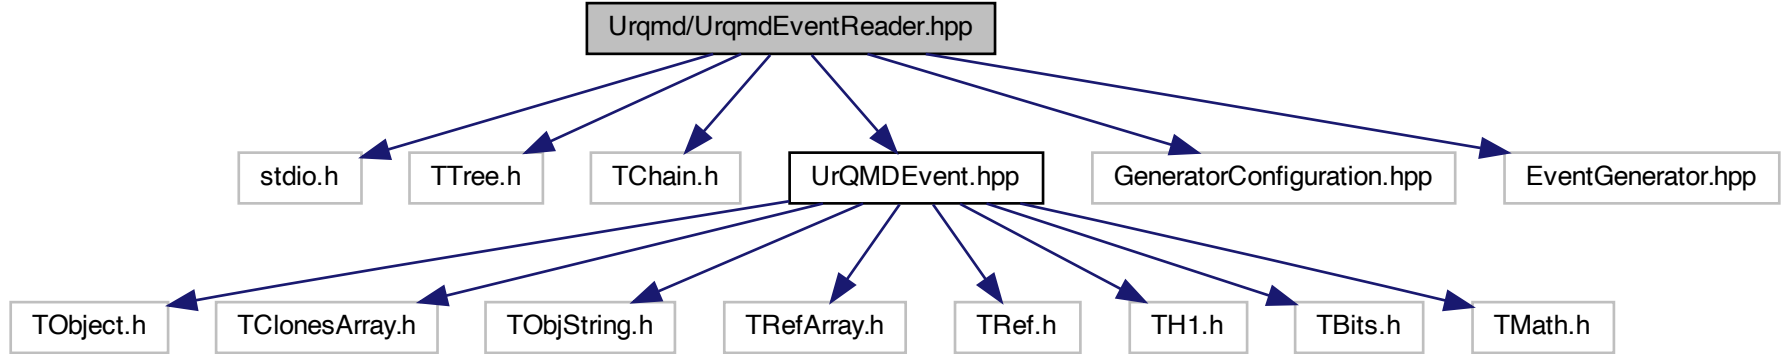 Urqmd/UrqmdEventReader.hpp
stdio.h
TTree.h
TChain.h
UrQMDEvent.hpp
GeneratorConfiguration.hpp
EventGenerator.hpp
TObject.h
TClonesArray.h
TObjString.h
TRefArray.h
TRef.h
TH1.h
TBits.h
TMath.h